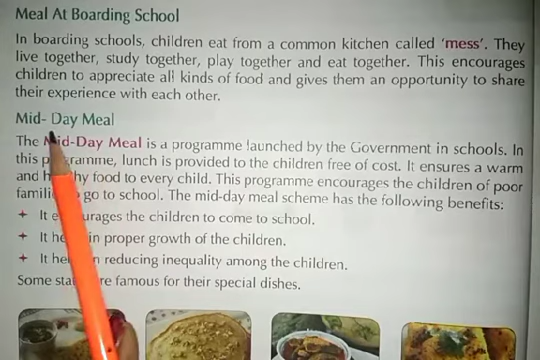 Meal At Boarding School
In boarding schools, children eat from a common kitchen called 'mess'. They
live together, study together, play together and eat together. This encourages
children to appreciate all kinds of food and gives them an opportunity to share
their experience with each other.
Mid- Day Meal
The Mid-Day Meal is a programme launched by the Government in schools. In
this programme, lunch is provided to the children free of cost. It ensures a warm
and healthy food to every child. This programme encourages the children of poor
families to go to school. The mid-day meal scheme has the following benefits:
It encourages the children to come to school.
It helps in proper growth of the children.
It helps in reducing inequality among the children.
Some states are famous for their special dishes.